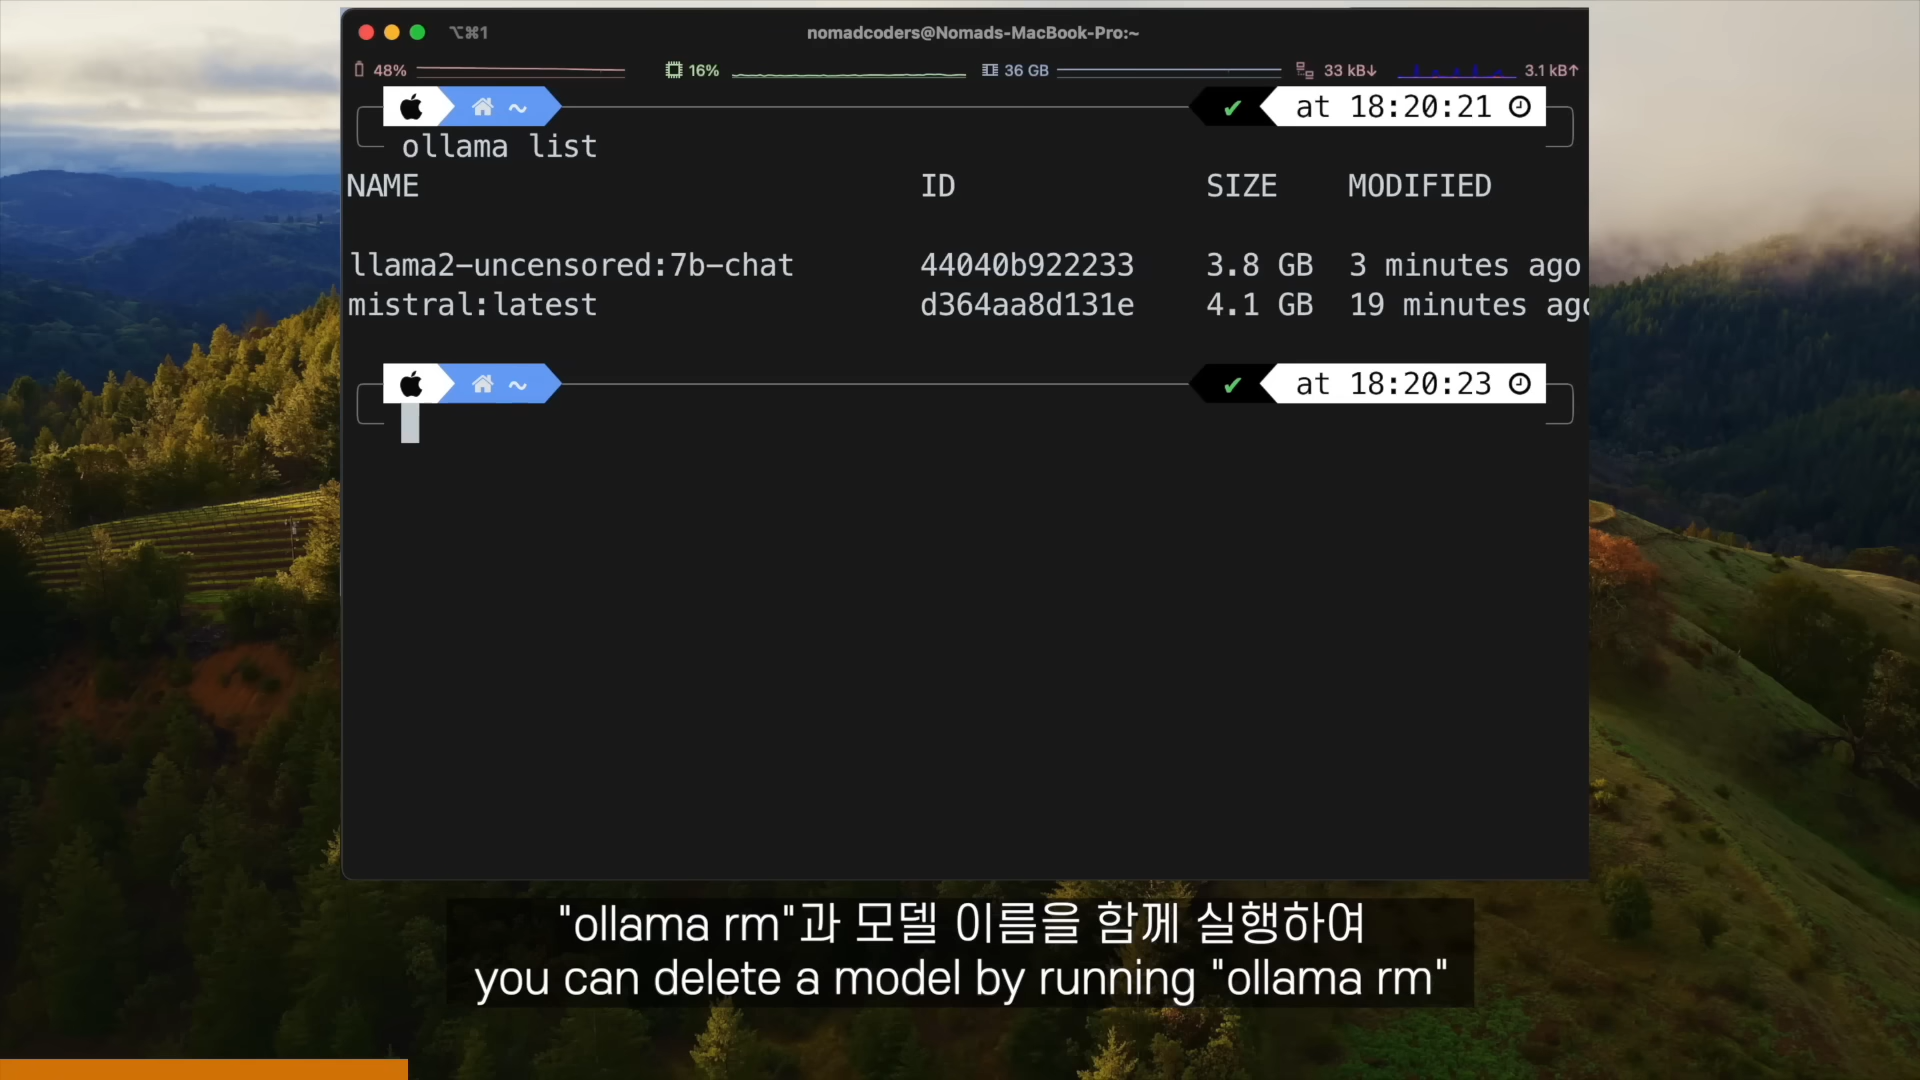 ⌥⌘1 nomadcoders@Nomads-MacBook-Pro:~
48% 16% 36 GB 33 kB↓ 3.1 kB↑
~ ✔ at 18:20:21
ollama list
NAME ID SIZE MODIFIED
llama2-uncensored:7b-chat 44040b922233 3.8 GB 3 minutes ago
mistral:latest d364aa8d131e 4.1 GB 19 minutes ago
~ ✔ at 18:20:23
"ollama rm"과 모델 이름을 함께 실행하여
you can delete a model by running "ollama rm"